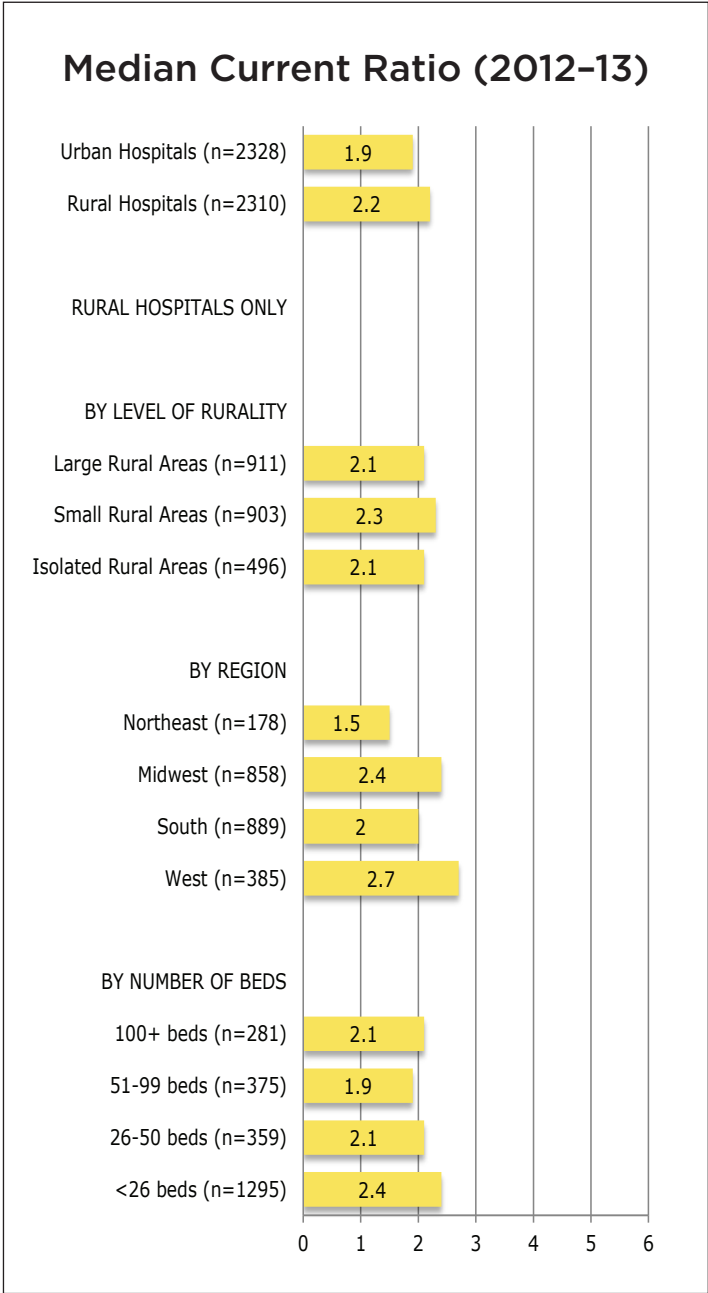 Median Current Ratio (2012–13)
Urban Hospitals (n=2328) 1.9
Rural Hospitals (n=2310) 2.2
RURAL HOSPITALS ONLY
BY LEVEL OF RURALITY
Large Rural Areas (n=911) 2.1
Small Rural Areas (n=903) 2.3
Isolated Rural Areas (n=496) 2.1
BY REGION
Northeast (n=178) 1.5
Midwest (n=858) 2.4
South (n=889) 2
West (n=385) 2.7
BY NUMBER OF BEDS
100+ beds (n=281) 2.1
51-99 beds (n=375) 1.9
26-50 beds (n=359) 2.1
<26 beds (n=1295) 2.4
0 1 2 3 4 5 6